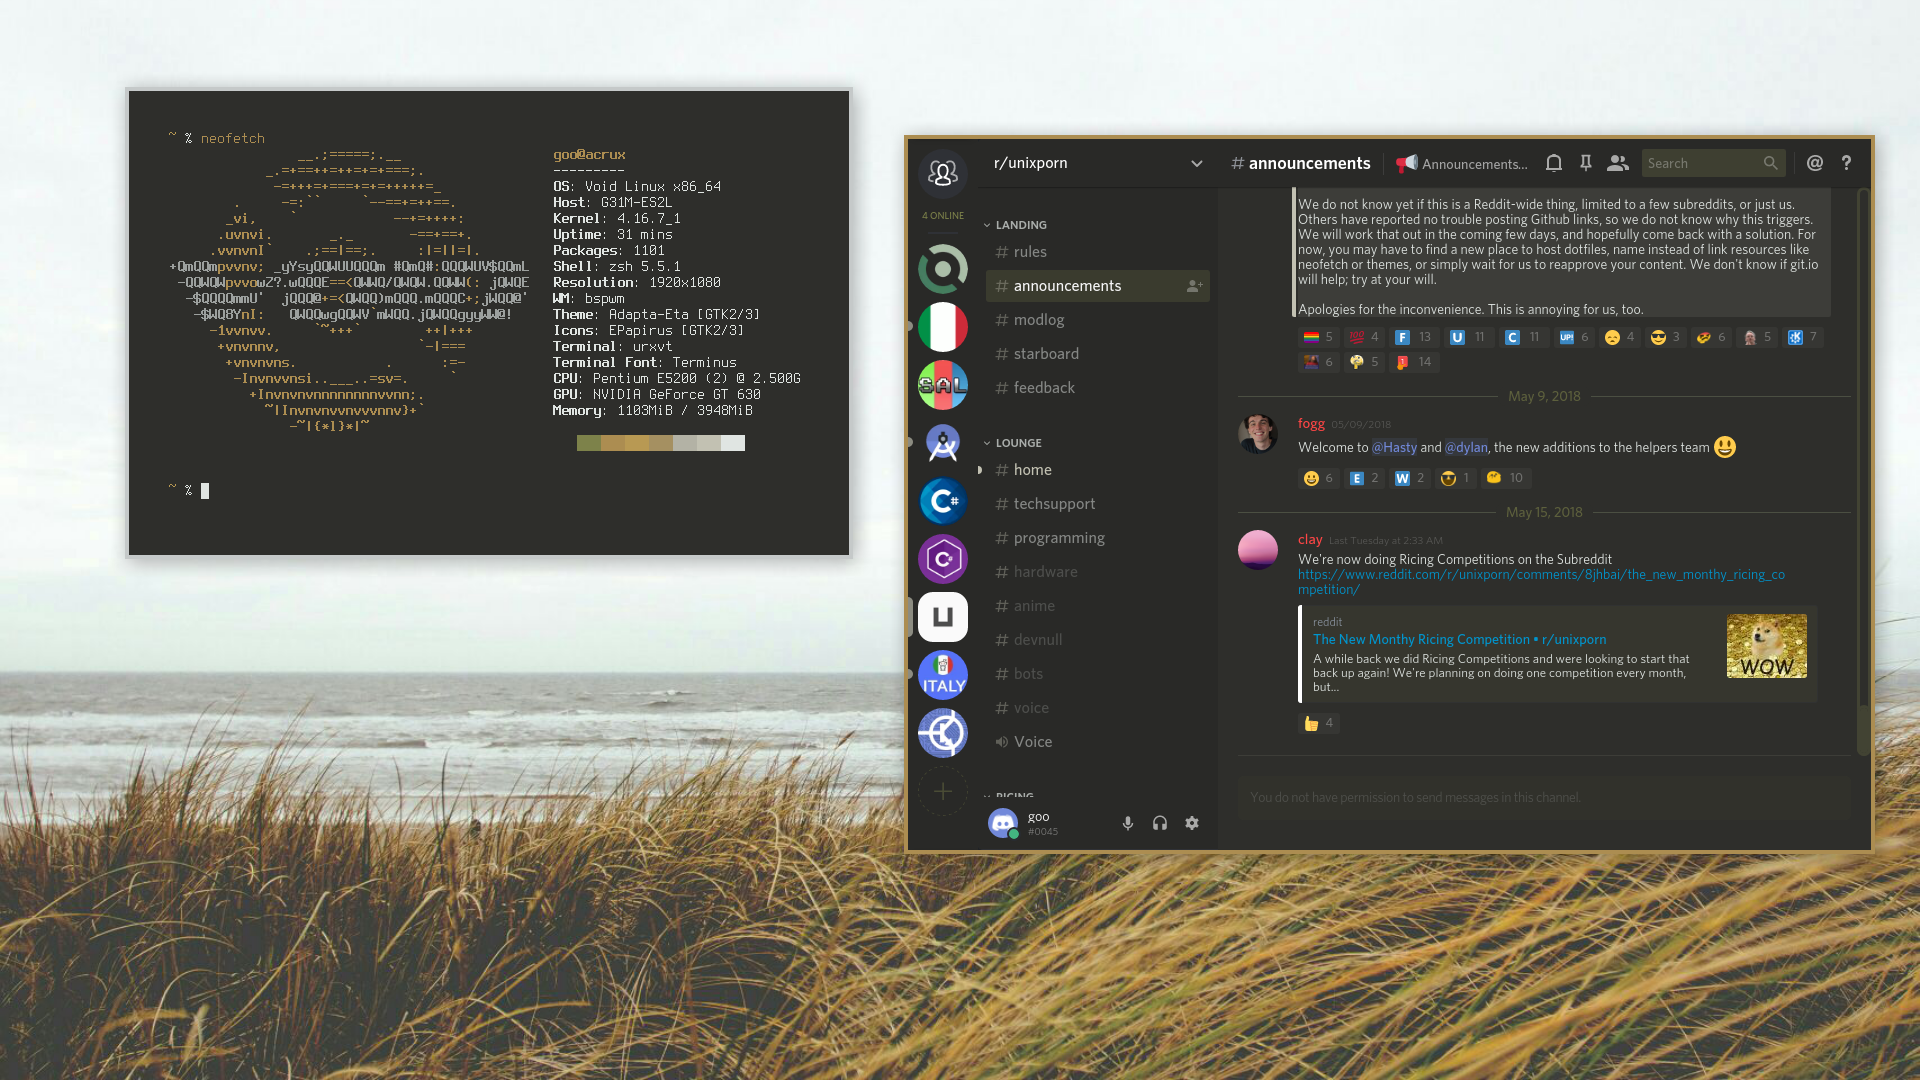 ~ % neofetch
goo@acrux
---------
OS: Void Linux x86_64
Host: G31M-ES2L
Kernel: 4.16.7_1
Uptime: 31 mins
Packages: 1101
Shell: zsh 5.5.1
Resolution: 1920x1080
WM: bspwm
Theme: Adapta-Eta [GTK2/3]
Icons: EPapirus [GTK2/3]
Terminal: urxvt
Terminal Font: Terminus
CPU: Pentium E5200 (2) @ 2.500G
GPU: NVIDIA GeForce GT 630
Memory: 1103MiB / 3948MiB
~ %
4 ONLINE
SAL
C#
C
U
ITALY
r/unixporn
LANDING
# rules
# announcements
# modlog
# starboard
# feedback
LOUNGE
# home
# techsupport
# programming
# hardware
# anime
# devnull
# bots
# voice
Voice
RICING
goo
#0045
# announcements
Announcements...
Search
@ ?
We do not know yet if this is a Reddit-wide thing, limited to a few subreddits, or just us.
Others have reported no trouble posting Github links, so we do not know why this triggers.
We will work that out in the coming few days, and hopefully come back with a solution. For
now, you may have to find a new place to host dotfiles, name instead of link resources like
neofetch or themes, or simply wait for us to reapprove your content. We don't know if git.io
will help; try at your will.
Apologies for the inconvenience. This is annoying for us, too.
5 100 4 F 13 U 11 C 11 UP! 6 4 3 6 5 K 7
6 5 14
May 9, 2018
fogg 05/09/2018
Welcome to @Hasty and @dylan, the new additions to the helpers team
6 E 2 W 2 1 10
May 15, 2018
clay Last Tuesday at 2:33 AM
We're now doing Ricing Competitions on the Subreddit
https://www.reddit.com/r/unixporn/comments/8jhbai/the_new_monthy_ricing_co
mpetition/
reddit
The New Monthy Ricing Competition • r/unixporn
A while back we did Ricing Competitions and were looking to start that
back up again! We're planning on doing one competition every month,
but...
WOW
4
You do not have permission to send messages in this channel.